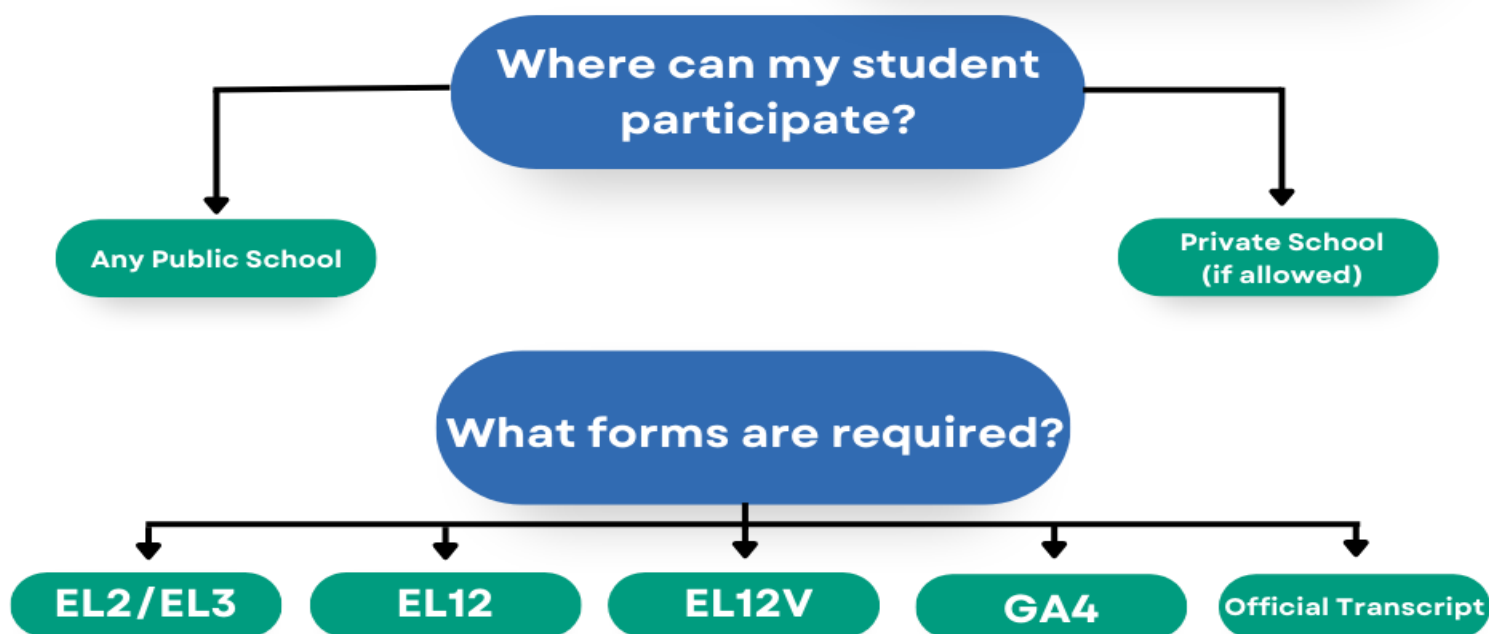 Where can my student
participate?
Any Public School
Private School
(if allowed)
What forms are required?
EL2/EL3
EL12
EL12V
GA4
Official Transcript